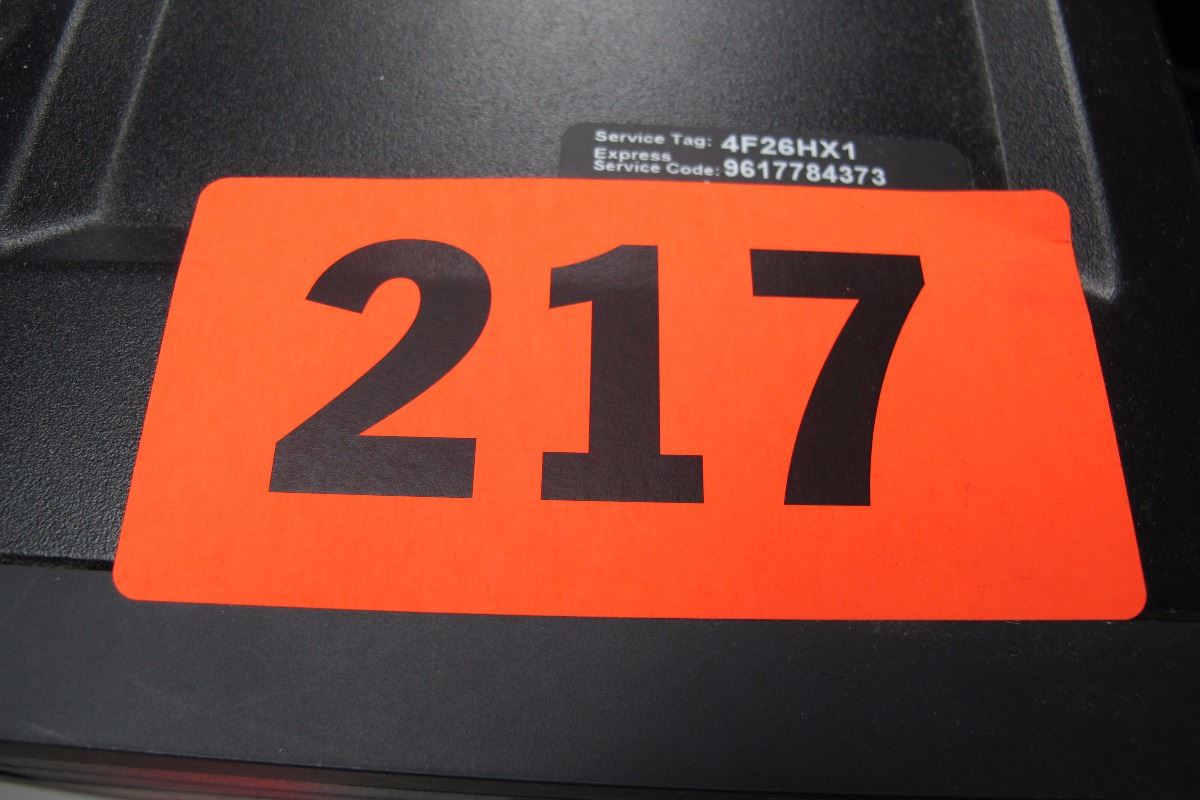 Service Tag: 4F26HX1
Express
Service Code: 9617784373
217